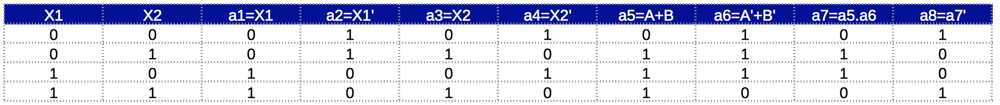 X1 X2 a1=X1 a2=X1' a3=X2 a4=X2' a5=A+B a6=A'+B' a7=a5.a6 a8=a7'
0 0 0 1 0 1 0 1 0 1
0 1 0 1 1 0 1 1 1 0
1 0 1 0 0 1 1 1 1 0
1 1 1 0 1 0 1 0 0 1